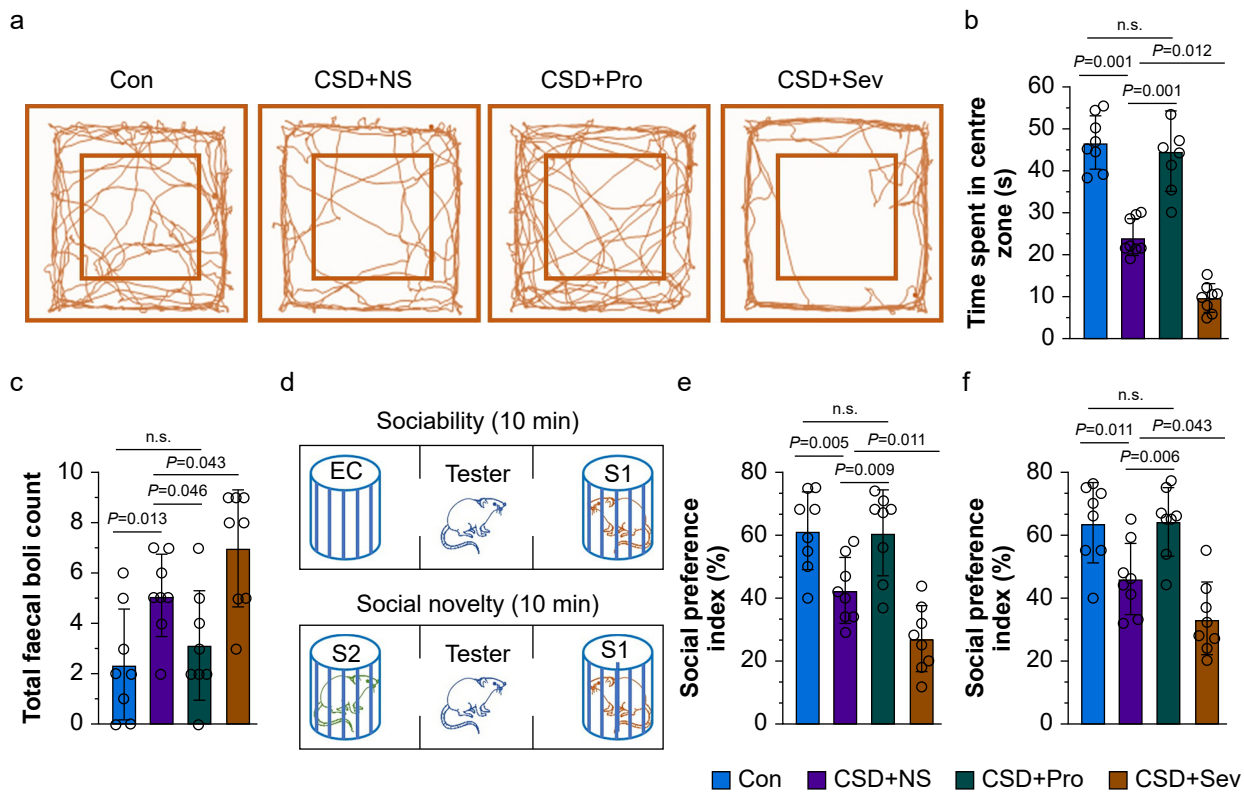 a
Con
CSD+NS
CSD+Pro
CSD+Sev
b
n.s.
P=0.001
P=0.012
P=0.001
Time spent in centre
zone (s)
60
50
40
30
20
10
0
c
n.s.
P=0.043
P=0.046
P=0.013
Total faecal boli count
10
8
6
4
2
0
d
Sociability (10 min)
EC
Tester
S1
Social novelty (10 min)
S2
Tester
S1
e
n.s.
P=0.005
P=0.011
P=0.009
Social preference
index (%)
80
60
40
20
0
f
n.s.
P=0.011
P=0.043
P=0.006
Social preference
index (%)
80
60
40
20
0
Con
CSD+NS
CSD+Pro
CSD+Sev